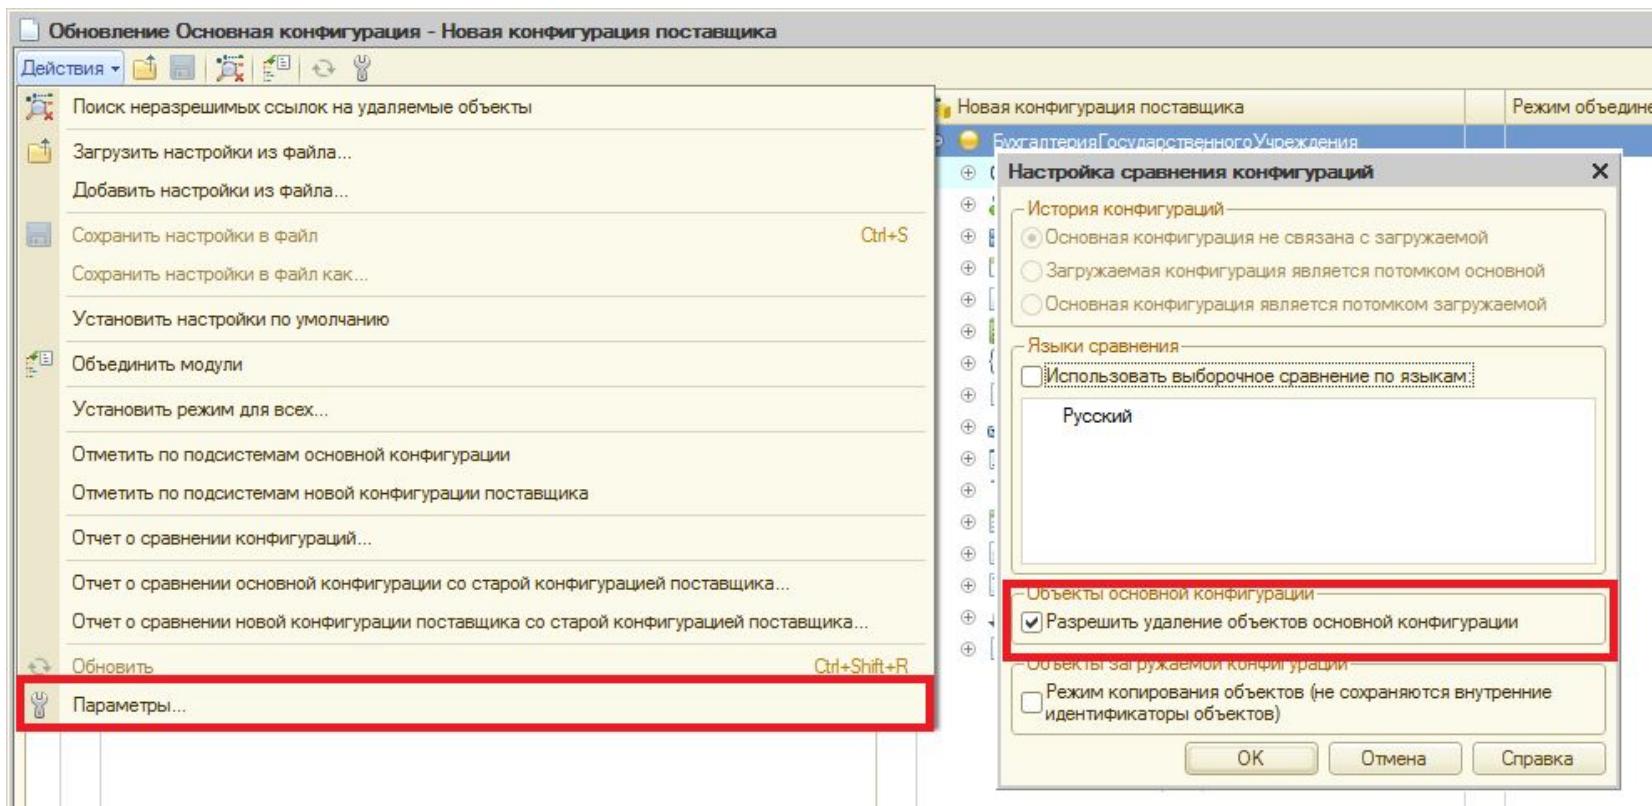 Обновление Основная конфигурация - Новая конфигурация поставщика
Действия
Поиск неразрешимых ссылок на удаляемые объекты
Загрузить настройки из файла...
Добавить настройки из файла...
Сохранить настройки в файл Ctrl+S
Сохранить настройки в файл как...
Установить настройки по умолчанию
Объединить модули
Установить режим для всех...
Отметить по подсистемам основной конфигурации
Отметить по подсистемам новой конфигурации поставщика
Отчет о сравнении конфигураций...
Отчет о сравнении основной конфигурации со старой конфигурацией поставщика...
Отчет о сравнении новой конфигурации поставщика со старой конфигурацией поставщика...
Обновить Ctrl+Shift+R
Параметры...
Новая конфигурация поставщика Режим объедине
БухгалтерияГосударственногоУчреждения
Настройка сравнения конфигураций
История конфигураций
Основная конфигурация не связана с загружаемой
Загружаемая конфигурация является потомком основной
Основная конфигурация является потомком загружаемой
Языки сравнения
Использовать выборочное сравнение по языкам:
Русский
Объекты основной конфигурации
Разрешить удаление объектов основной конфигурации
Объекты загружаемой конфигурации
Режим копирования объектов (не сохраняются внутренние
идентификаторы объектов)
OK Отмена Справка